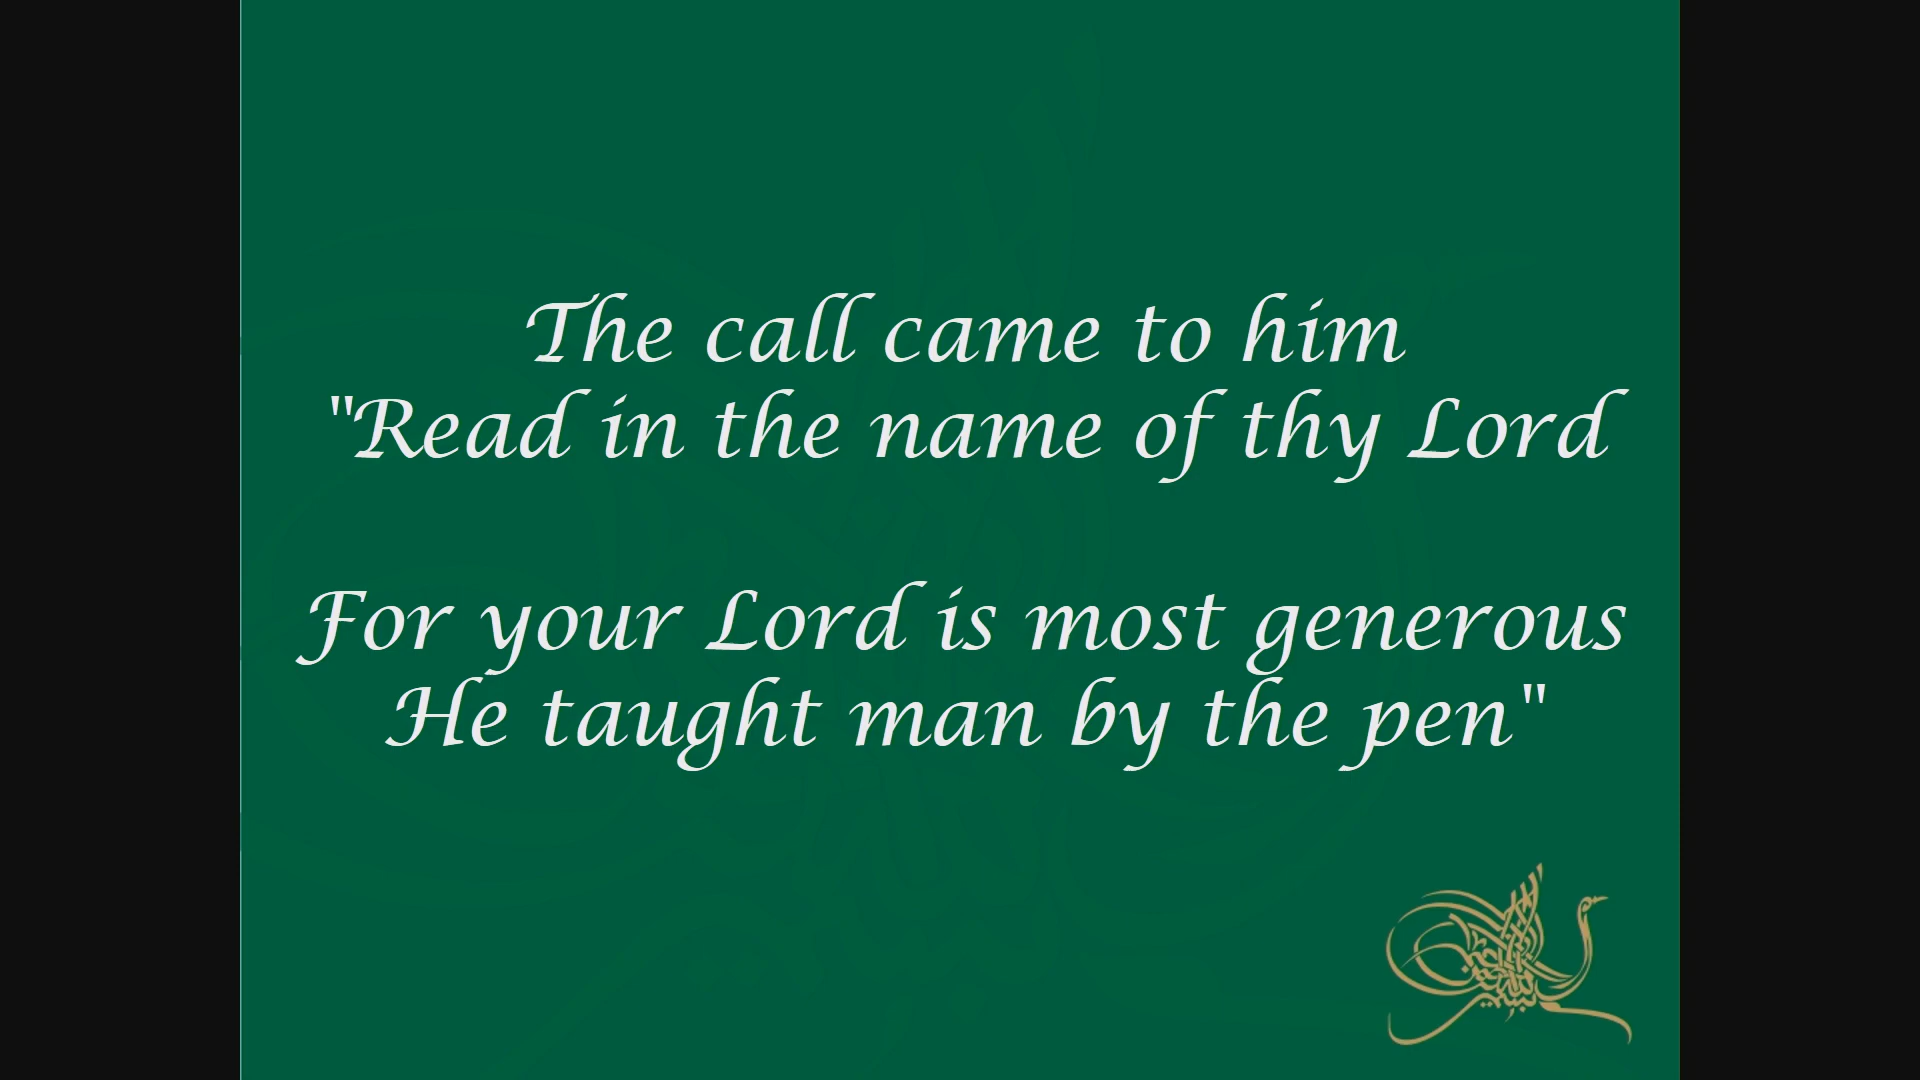 The call came to him
"Read in the name of thy Lord
For your Lord is most generous
He taught man by the pen"